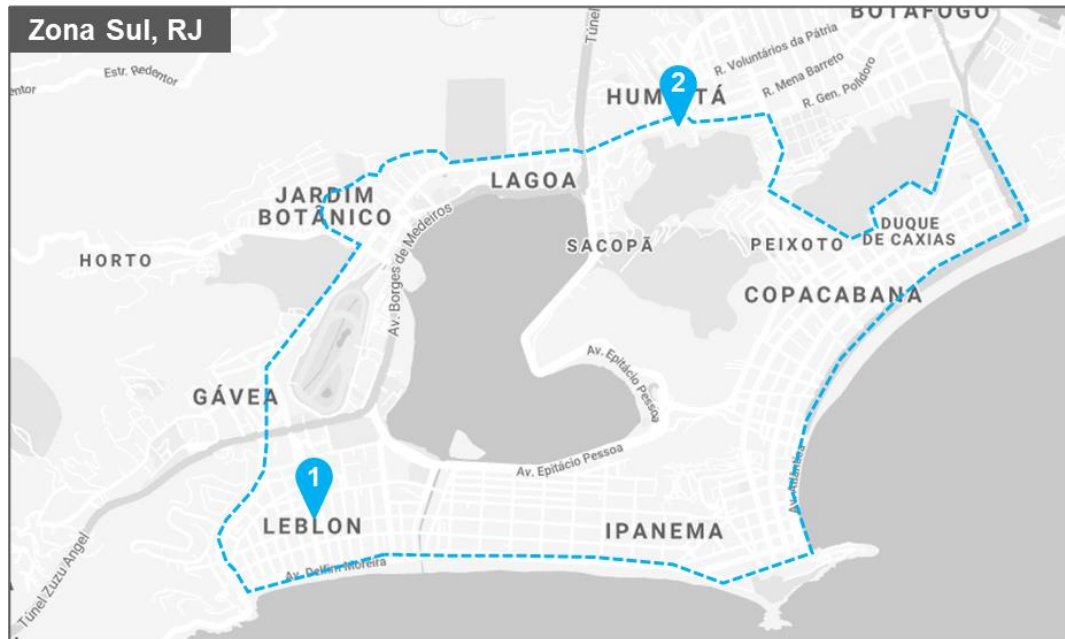 Zona Sul, RJ
BOTAFOGO
Túnel
R. Voluntários da Pátria
Estr. Redentor
R. Mena Barreto
2
R. Gen. Polidoro
LAGOA
JARDIM
BOTÂNICO
Av. Borges de Medeiros
SACOPÃ
PEIXOTO
DUQUE
DE CAXIAS
HORTO
COPACABANA
Av. Epitácio Pessoa
GÁVEA
Av. Epitácio Pessoa
1
Av. Atlântica
LEBLON
IPANEMA
Av. Delfim Moreira
Túnel Zuzu Angel